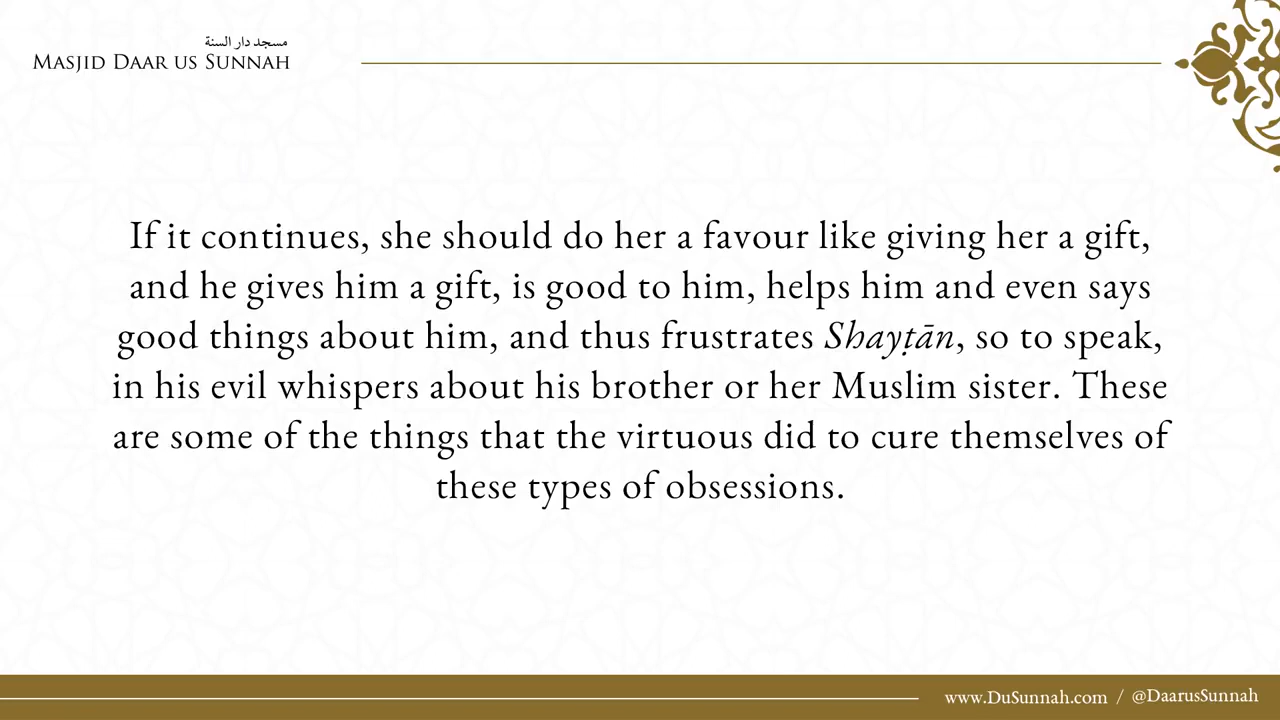 مسجد دار السنة
Masjid Daar us Sunnah
If it continues, she should do her a favour like giving her a gift,
and he gives him a gift, is good to him, helps him and even says
good things about him, and thus frustrates Shayṭān, so to speak,
in his evil whispers about his brother or her Muslim sister. These
are some of the things that the virtuous did to cure themselves of
these types of obsessions.
www.DuSunnah.com / @DaarusSunnah